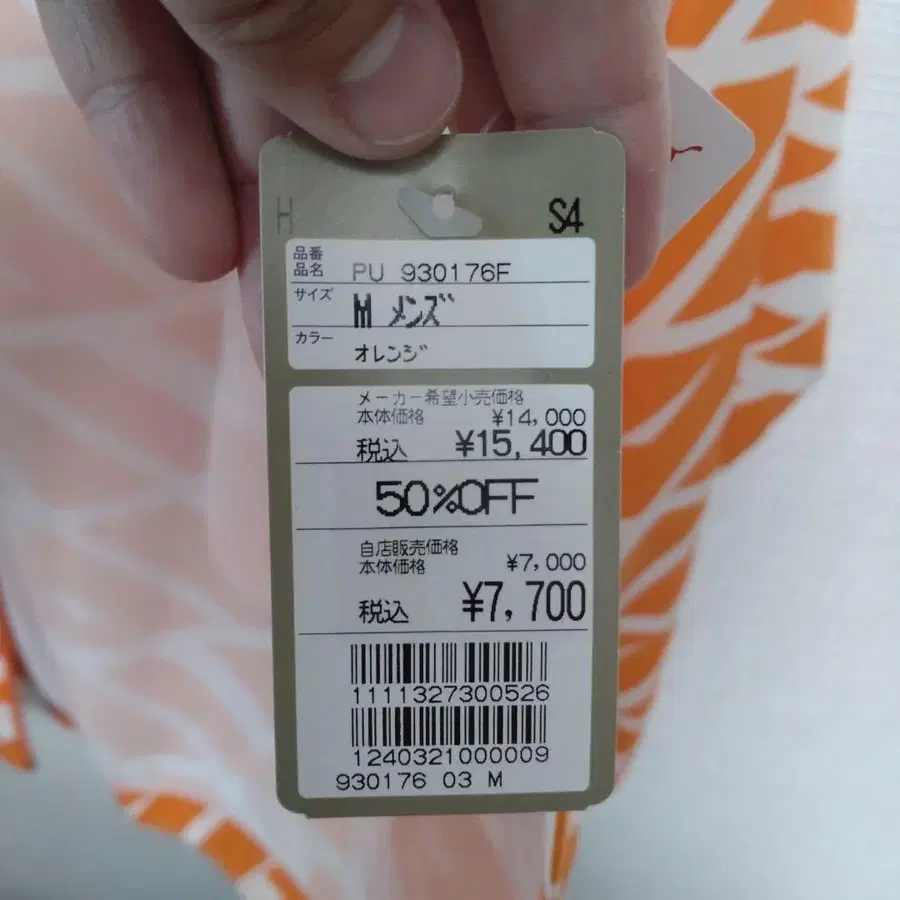 H
S4
品番
品名 PU 930176F
サイズ M メンズ
カラー オレンジ
メーカー希望小売価格
本体価格 ¥14,000
税込 ¥15,400
50%OFF
自店販売価格
本体価格 ¥7,000
税込 ¥7,700
1111327300526
1240321000009
930176 03 M